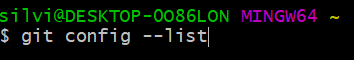 silvi@DESKTOP-OO86LON MINGW64 ~
$ git config --list